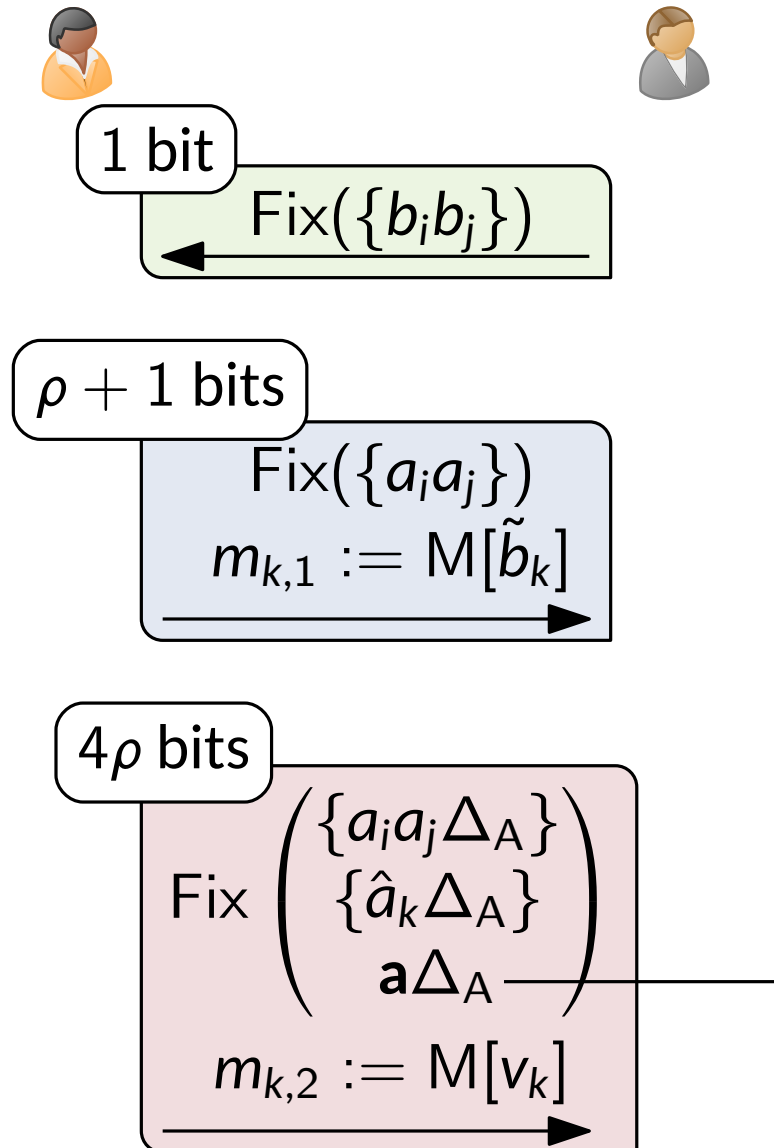 1 bit
Fix({b_i b_j})
ρ + 1 bits
Fix({a_i a_j})
m_{k,1} := M[b̃_k]
4ρ bits
{a_i a_j Δ_A}
Fix ( {â_k Δ_A} )
𝐚Δ_A
m_{k,2} := M[v_k]